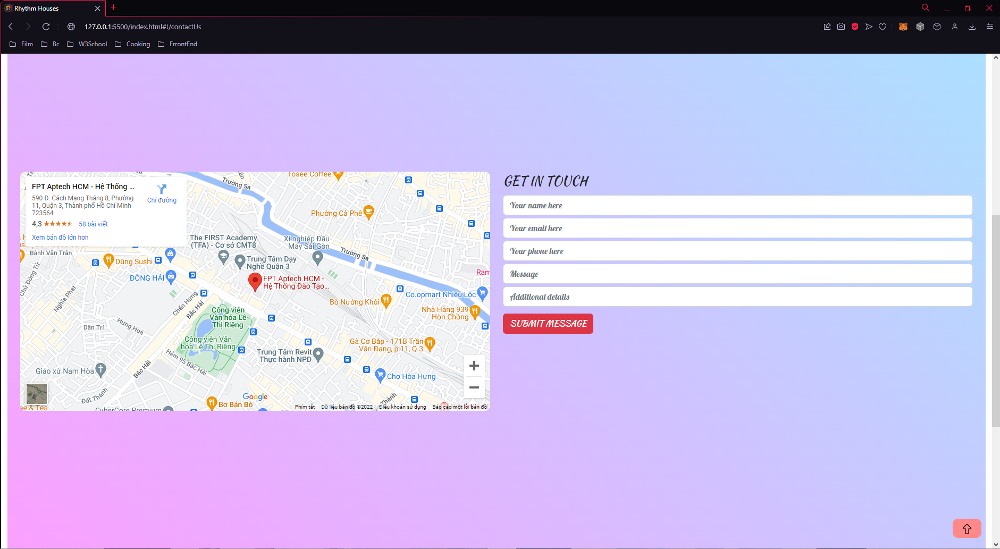 Rhythm Houses
127.0.0.1:5500/index.html#!/contactUs
Film
Bc
W3School
Cooking
FrrontEnd
FPT Aptech HCM - Hệ Thống ...
590 Đ. Cách Mạng Tháng 8, Phường
11, Quận 3, Thành phố Hồ Chí Minh
723564
4,3
58 bài viết
Xem bản đồ lớn hơn
Chỉ đường
Tosee Coffee
Trường Sa
Phường Cà Phê
The FIRST Academy
(TFA) - Cơ sở CMT8
Xí nghiệp Đầu
Máy Sài Gòn
Trường Sa
Bành Văn Trân
Dũng Sushi
Trung Tâm Dạy
Nghề Quận 3
ĐÔNG HẢI
FPT Aptech HCM -
Hệ Thống Đào Tạo...
Ram
Chử Đồng Tử
Nghĩa Phát
Chấn Hưng
Bắc Hải
Co.opmart Nhiêu Lộc
Bò Nướng Khói
Nhà Hàng 939
Hòn Chồng
Công viên
Văn hóa Lê
Thị Riêng
Dân Trí
Hưng Hoá
Công viên Văn
hóa Lê Thị Riêng
Gà Cơ Bắp - 171B Trần
Văn Đang, p.11, Q.3
Trung Tâm Revit
Thực hành NPD
Hẻm 95 Bắc Hải
Giáo xứ Nam Hòa
Bắc Hải
Chợ Hòa Hưng
Đất Thánh
Google
Bơ Bán Bò
Thành
ee & Tea
CyberCore Premium
Phím tắt
Dữ liệu bản đồ ©2022
Điều khoản sử dụng
Báo cáo một lỗi bản đồ
GET IN TOUCH
Your name here
Your email here
Your phone here
Message
Additional details
SUBMIT MESSAGE